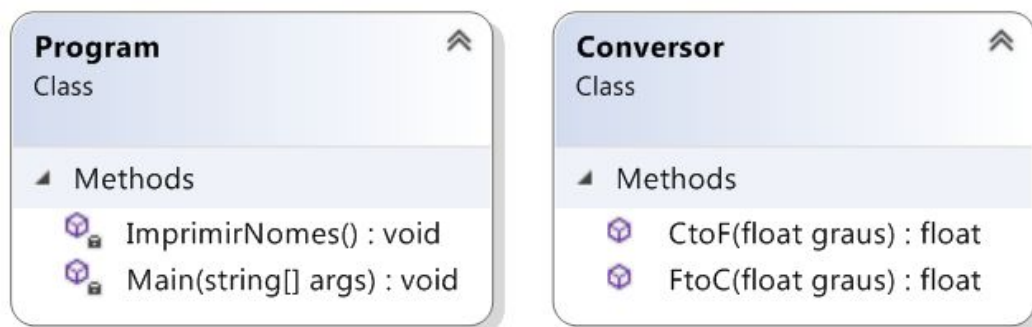 Program
Class
Methods
ImprimirNomes() : void
Main(string[] args) : void
Conversor
Class
Methods
CtoF(float graus) : float
FtoC(float graus) : float